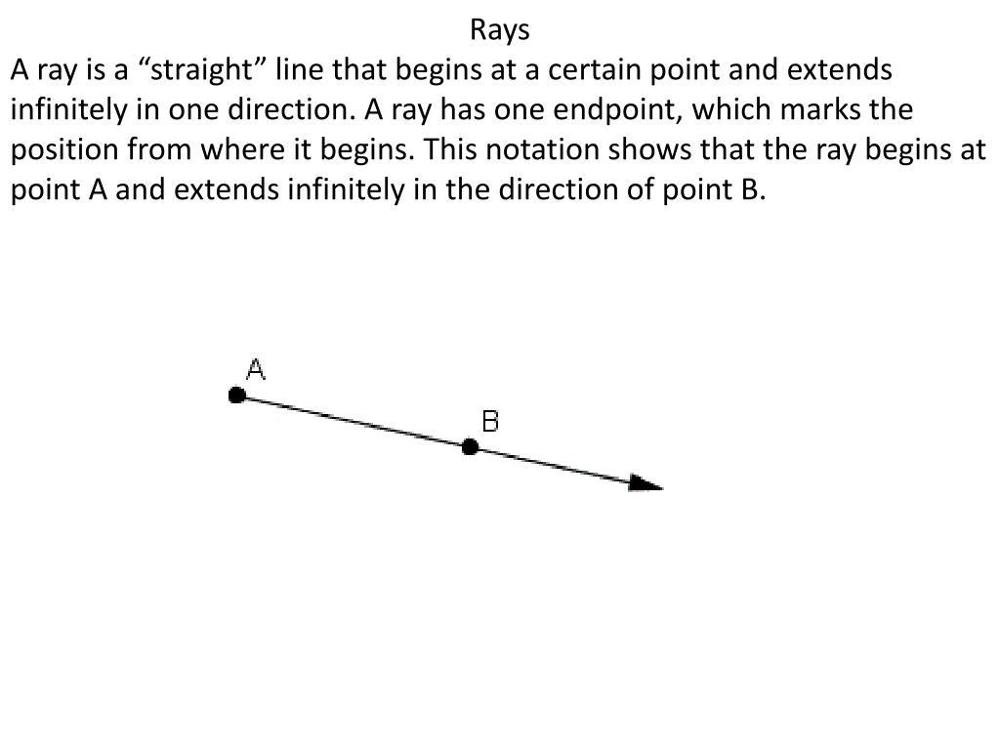 Rays
A ray is a “straight” line that begins at a certain point and extends
infinitely in one direction. A ray has one endpoint, which marks the
position from where it begins. This notation shows that the ray begins at
point A and extends infinitely in the direction of point B.
A
B